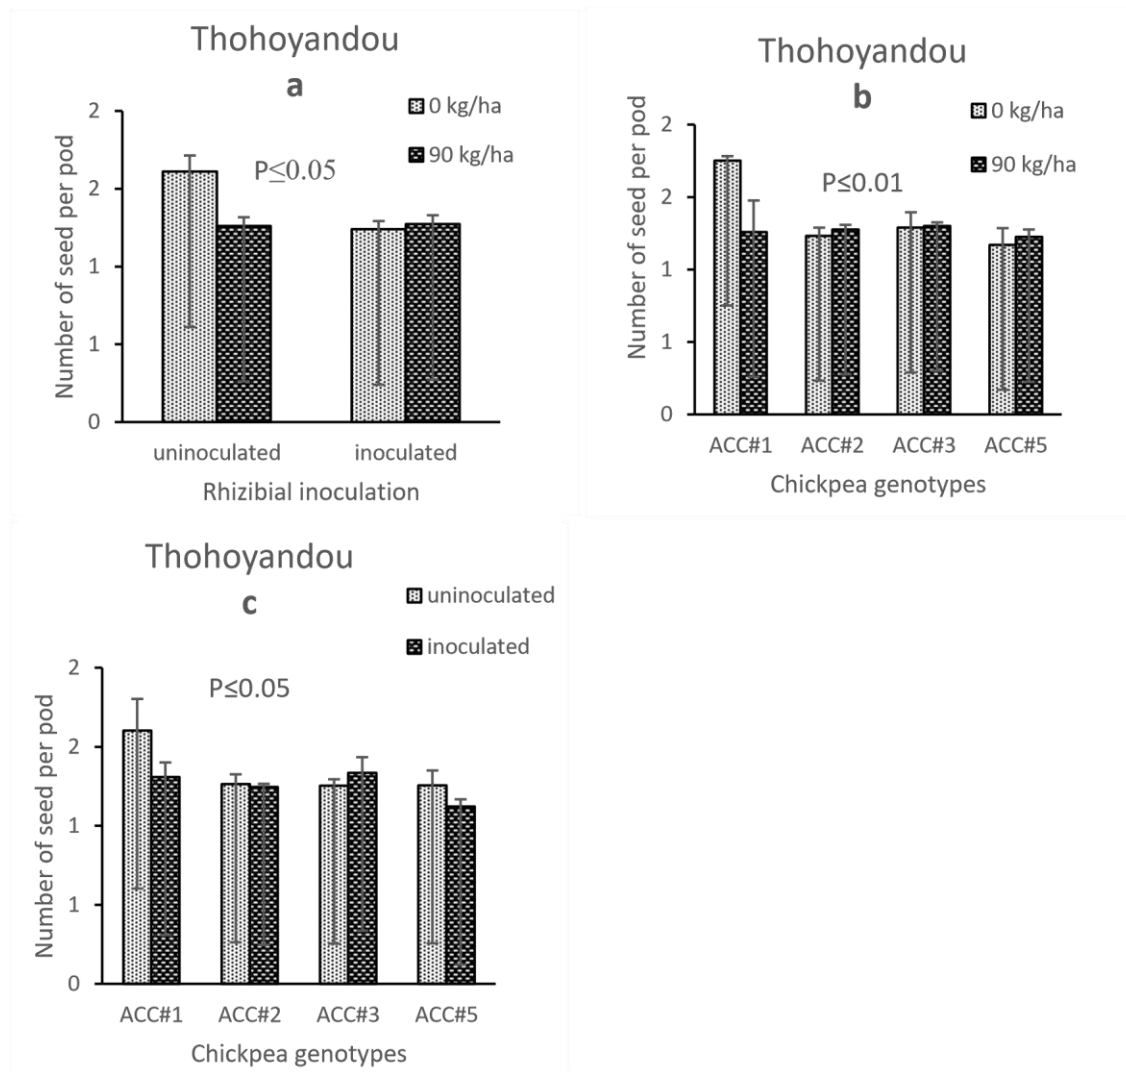 Thohoyandou
a
0 kg/ha
90 kg/ha
P≤0.05
Number of seed per pod
2
2
1
1
0
uninoculated
inoculated
Rhizibial inoculation
Thohoyandou
b
0 kg/ha
90 kg/ha
P≤0.01
Number of seed per pod
2
2
1
1
0
ACC#1
ACC#2
ACC#3
ACC#5
Chickpea genotypes
Thohoyandou
c
uninoculated
inoculated
P≤0.05
Number of seed per pod
2
2
1
1
0
ACC#1
ACC#2
ACC#3
ACC#5
Chickpea genotypes